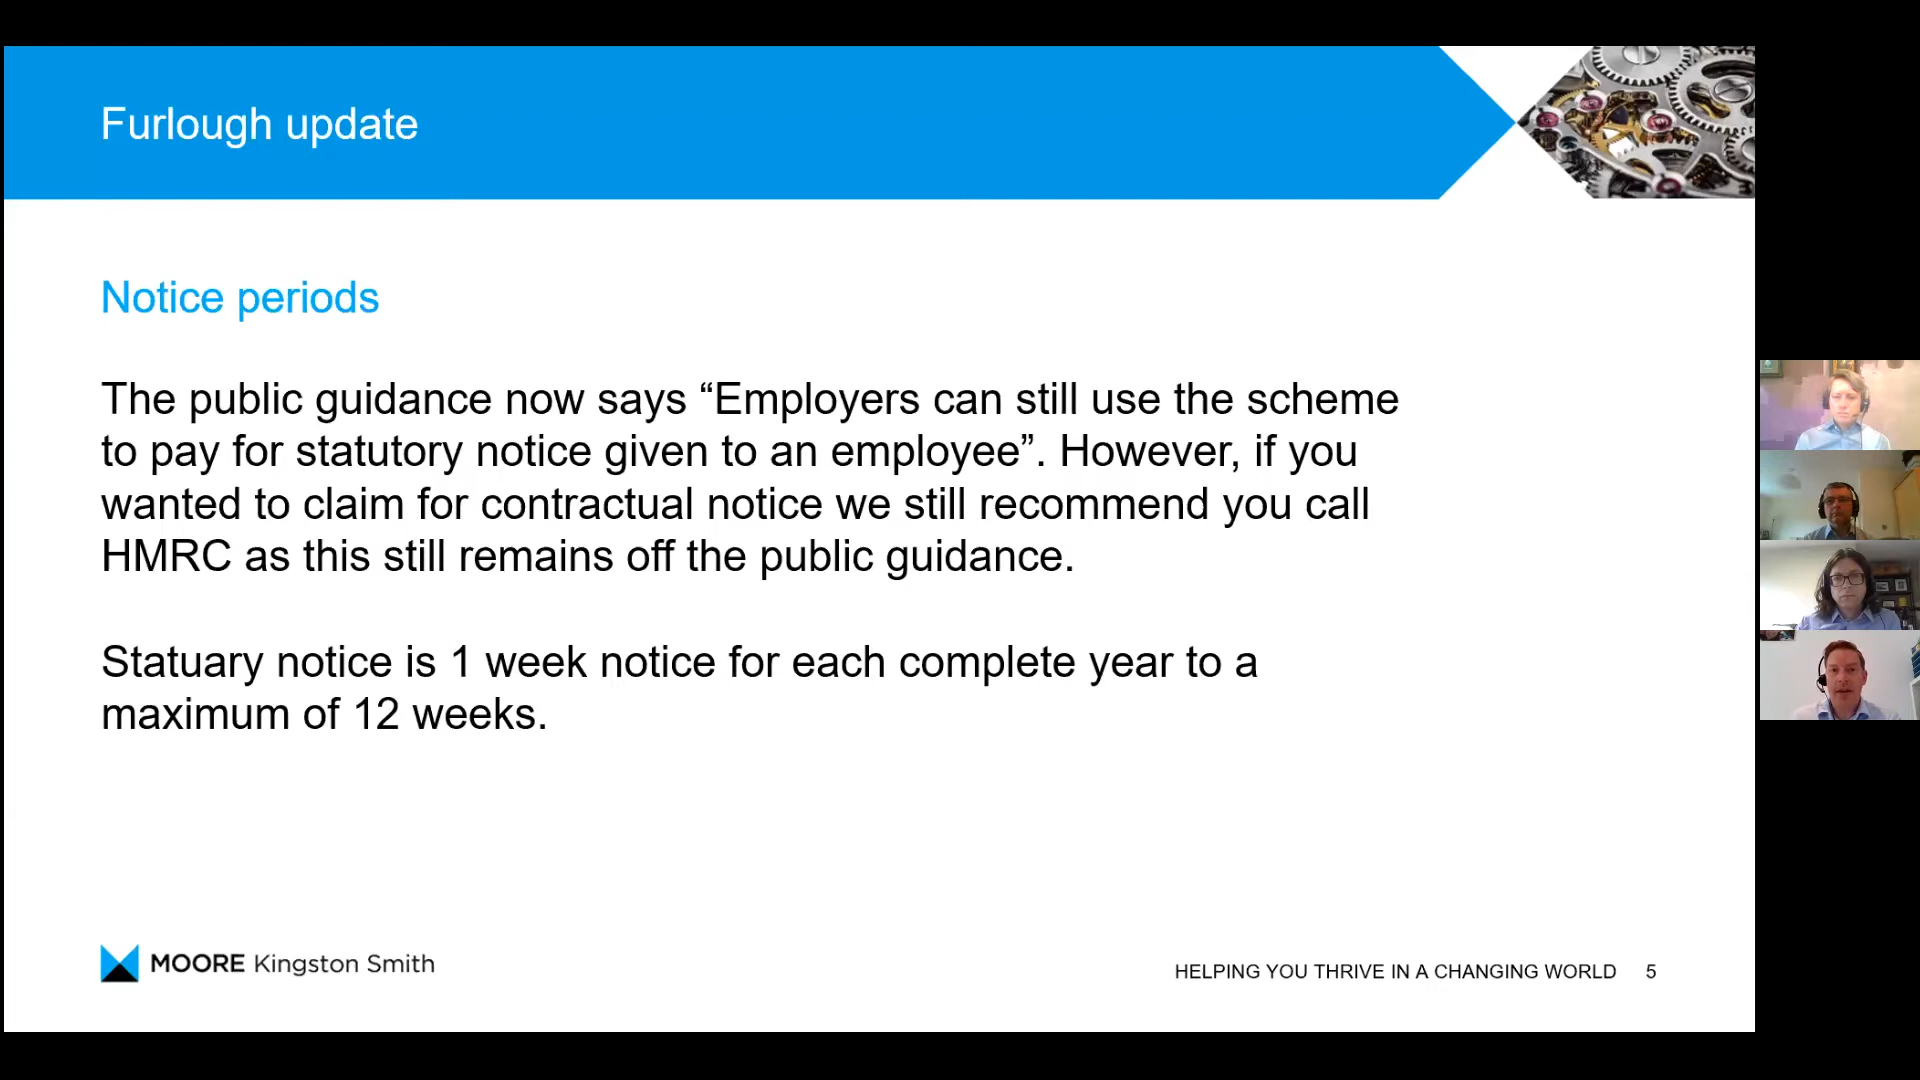 Furlough update
Notice periods
The public guidance now says “Employers can still use the scheme
to pay for statutory notice given to an employee”. However, if you
wanted to claim for contractual notice we still recommend you call
HMRC as this still remains off the public guidance.
Statuary notice is 1 week notice for each complete year to a
maximum of 12 weeks.
MOORE Kingston Smith
HELPING YOU THRIVE IN A CHANGING WORLD 5